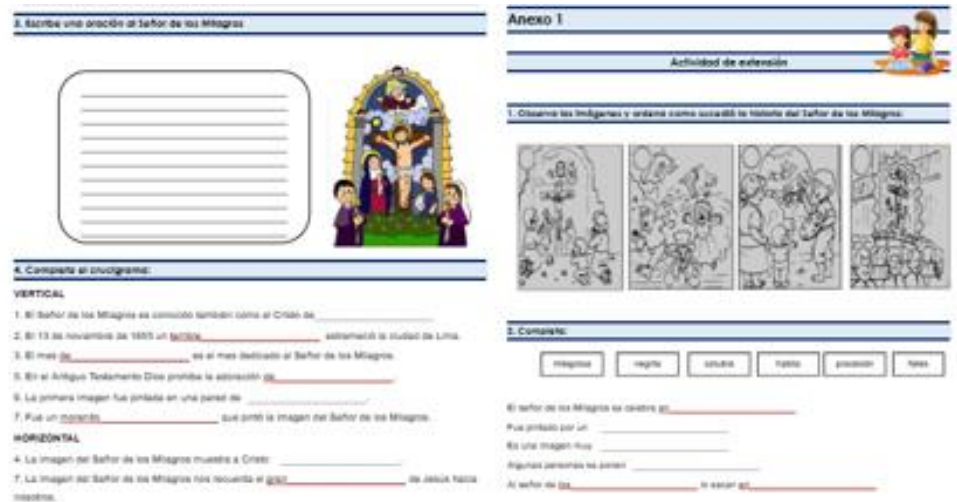 3. Escribe una oración al Señor de los Milagros
4. Completa el crucigrama:
VERTICAL
1. El Señor de los Milagros es conocido también como el Cristo de
2. El 13 de noviembre de 1655 un terrible estremeció la ciudad de Lima.
3. El mes de es el mes dedicado al Señor de los Milagros.
5. En el Antiguo Testamento Dios prohíbe la adoración de
6. La primera imagen fue pintada en una pared de
7. Fue un moreno que pintó la imagen del Señor de los Milagros.
HORIZONTAL
4. La imagen del Señor de los Milagros muestra a Cristo
7. La imagen del Señor de los Milagros nos recuerda el gran de Jesús hacia
nosotros.
Anexo 1
Actividad de extensión
1. Observa las imágenes y ordena como sucedió la historia del Señor de los Milagros:
2. Completa:
milagrosa negrito octubre hábito procesión fieles
El señor de los Milagros se celebra en
Fue pintado por un
Es una imagen muy
Algunas personas se ponen
Al señor de los lo sacan en